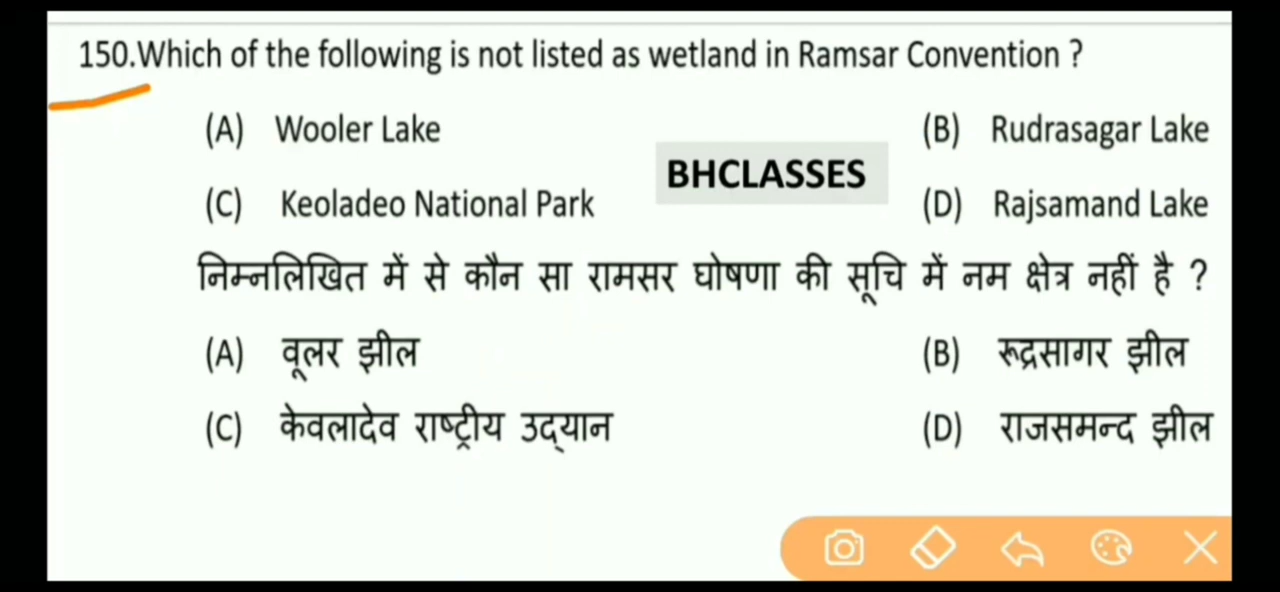 150.Which of the following is not listed as wetland in Ramsar Convention ?
(A) Wooler Lake (B) Rudrasagar Lake
BHCLASSES
(C) Keoladeo National Park (D) Rajsamand Lake
निम्नलिखित में से कौन सा रामसर घोषणा की सूचि में नम क्षेत्र नहीं है ?
(A) वूलर झील (B) रूद्रसागर झील
(C) केवलादेव राष्ट्रीय उद्यान (D) राजसमन्द झील